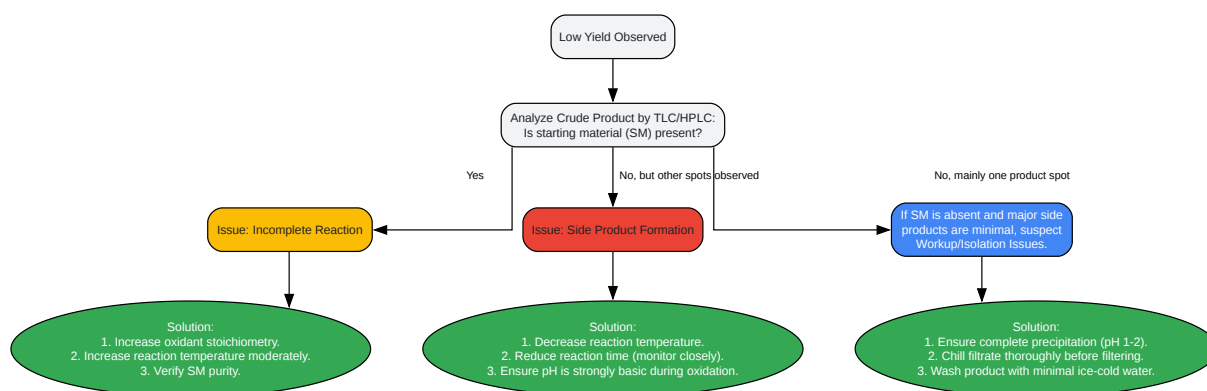 Low Yield Observed
Analyze Crude Product by TLC/HPLC:
Is starting material (SM) present?
Yes
No, but other spots observed
No, mainly one product spot
Issue: Incomplete Reaction
Issue: Side Product Formation
If SM is absent and major side
products are minimal, suspect
Workup/Isolation Issues.
Solution:
1. Increase oxidant stoichiometry.
2. Increase reaction temperature moderately.
3. Verify SM purity.
Solution:
1. Decrease reaction temperature.
2. Reduce reaction time (monitor closely).
3. Ensure pH is strongly basic during oxidation.
Solution:
1. Ensure complete precipitation (pH 1-2).
2. Chill filtrate thoroughly before filtering.
3. Wash product with minimal ice-cold water.